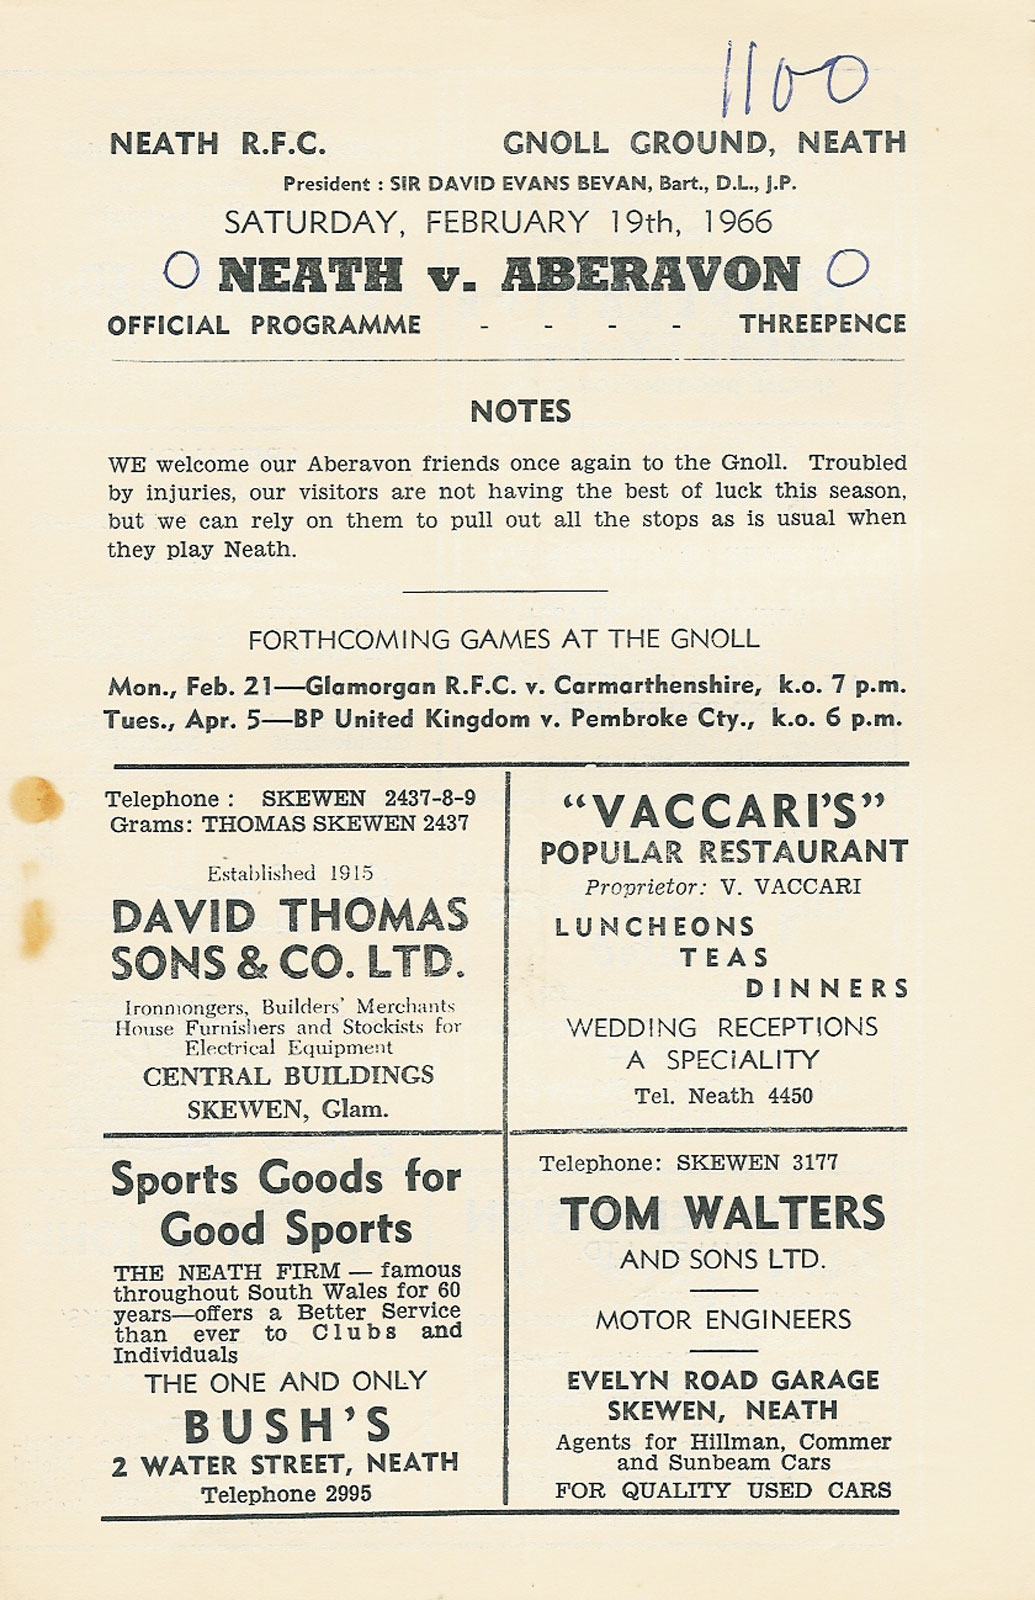 1100
NEATH R.F.C. GNOLL GROUND, NEATH
President : SIR DAVID EVANS BEVAN, Bart., D.L., J.P.
SATURDAY, FEBRUARY 19th, 1966
O NEATH v. ABERAVON O
OFFICIAL PROGRAMME - - - - THREEPENCE
NOTES
WE welcome our Aberavon friends once again to the Gnoll. Troubled
by injuries, our visitors are not having the best of luck this season,
but we can rely on them to pull out all the stops as is usual when
they play Neath.
FORTHCOMING GAMES AT THE GNOLL
Mon., Feb. 21—Glamorgan R.F.C. v. Carmarthenshire, k.o. 7 p.m.
Tues., Apr. 5—BP United Kingdom v. Pembroke Cty., k.o. 6 p.m.
Telephone : SKEWEN 2437-8-9
Grams: THOMAS SKEWEN 2437
Established 1915
DAVID THOMAS
SONS & CO. LTD.
Ironmongers, Builders' Merchants
House Furnishers and Stockists for
Electrical Equipment
CENTRAL BUILDINGS
SKEWEN, Glam.
"VACCARI'S"
POPULAR RESTAURANT
Proprietor: V. VACCARI
LUNCHEONS
TEAS
DINNERS
WEDDING RECEPTIONS
A SPECIALITY
Tel. Neath 4450
Sports Goods for
Good Sports
THE NEATH FIRM — famous
throughout South Wales for 60
years—offers a Better Service
than ever to Clubs and
Individuals
THE ONE AND ONLY
BUSH'S
2 WATER STREET, NEATH
Telephone 2995
Telephone: SKEWEN 3177
TOM WALTERS
AND SONS LTD.
MOTOR ENGINEERS
EVELYN ROAD GARAGE
SKEWEN, NEATH
Agents for Hillman, Commer
and Sunbeam Cars
FOR QUALITY USED CARS